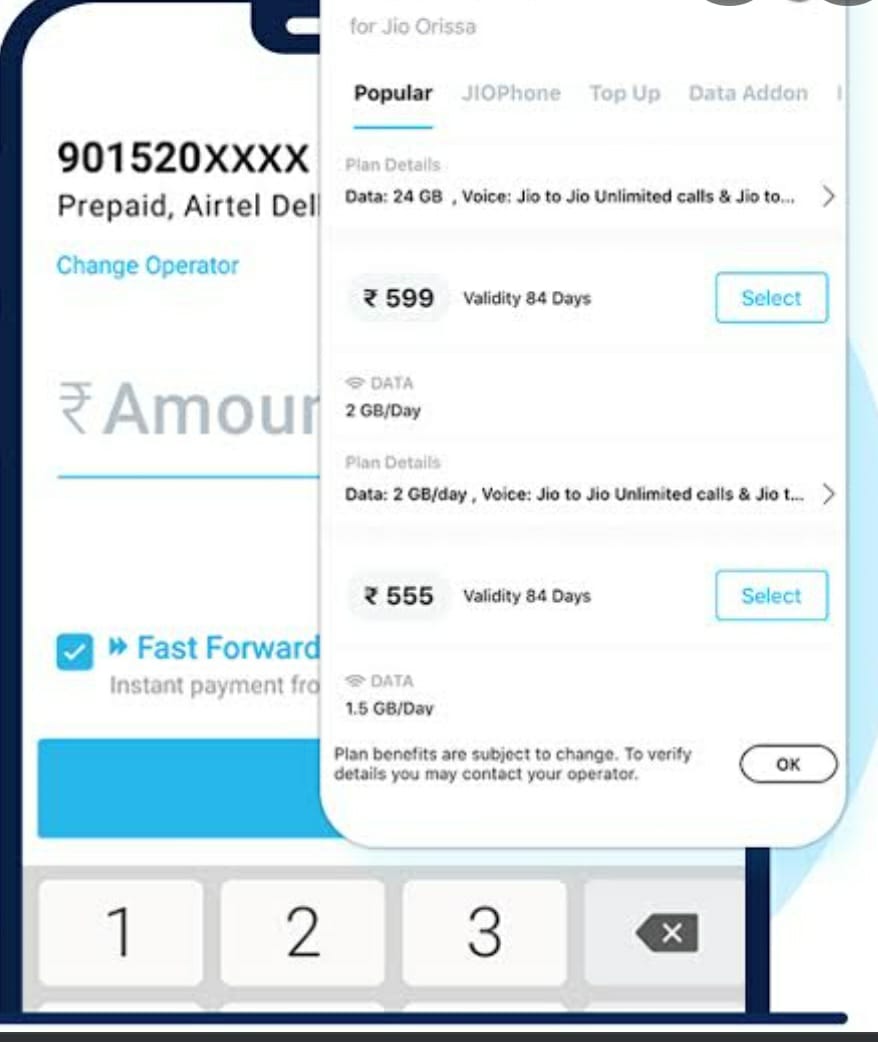 for Jio Orissa
Popular JIOPhone Top Up Data Addon
901520XXXX
Prepaid, Airtel
Change Operator
₹
Fast Forward
Instant payment
Plan Details
Data: 24 GB , Voice: Jio to Jio Unlimited calls & Jio to...
₹ 599 Validity 84 Days Select
DATA
2 GB/Day
Plan Details
Data: 2 GB/day , Voice: Jio to Jio Unlimited calls & Jio t...
₹ 555 Validity 84 Days Select
DATA
1.5 GB/Day
Plan benefits are subject to change. To verify
details you may contact your operator.
OK
1 2 3